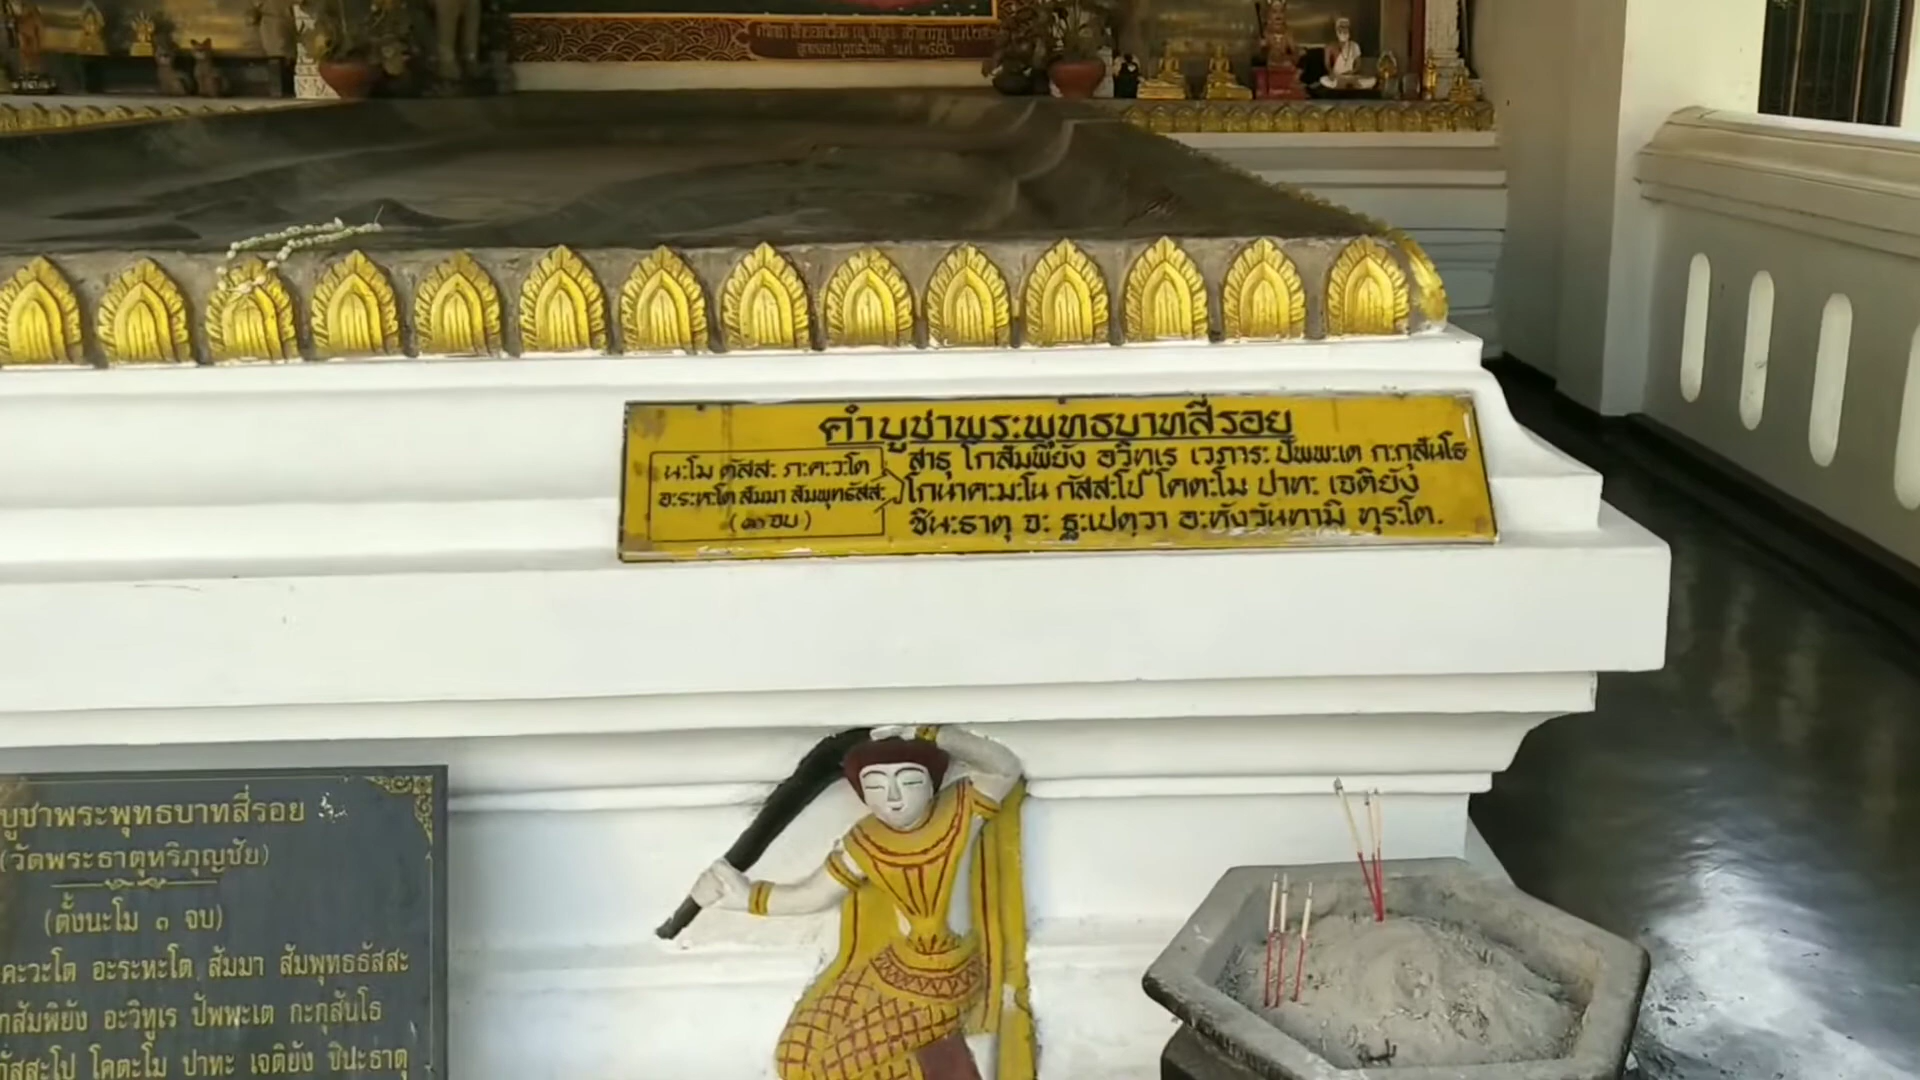 คำบูชาพระพุทธบาทสี่รอย
นะโม ตัสสะ ภะคะวะโต
อะระหะโต สัมมา สัมพุทธัสสะ
(๓ จบ)
สาธุ โกสัมพิยัง อวิทูเร เวภาระ ปัพพะเต กะกุสันโธ
โกนาคะมะโน กัสสะโป โคตะโม ปาทะ เจติยัง
ชินะธาตุ จะ ฐะเปตวา อะหังวันทามิ ทุระโต.
บูชาพระพุทธบาทสี่รอย
(วัดพระธาตุหริภุญชัย)
(ตั้งนะโม ๓ จบ)
คะวะโต อะระหะโต สัมมา สัมพุทธธัสสะ
กสัมพิยัง อะวิทูเร ปัพพะเต กะกุสันโธ
กัสสะโป โคตะโม ปาทะ เจติยัง ชินะธาตุ